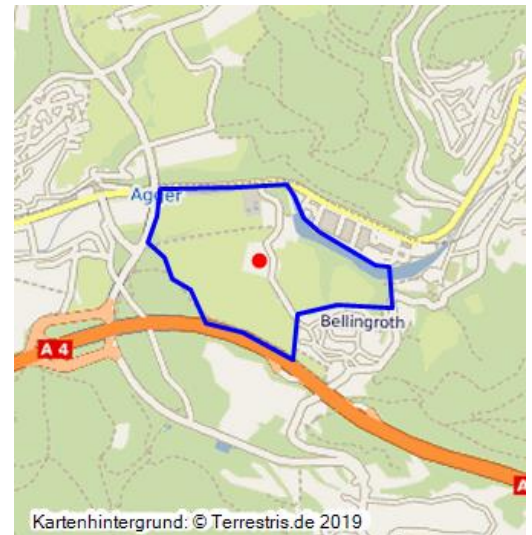 Agger
Bellingroth
A 4
A
Kartenhintergrund: © Terrestris.de 2019